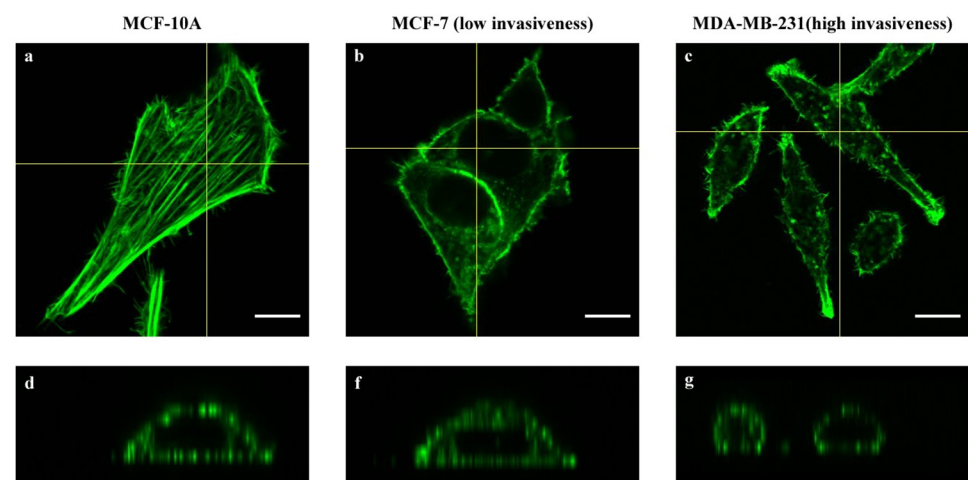 MCF-10A
MCF-7 (low invasiveness)
MDA-MB-231(high invasiveness)
a
b
c
d
f
g